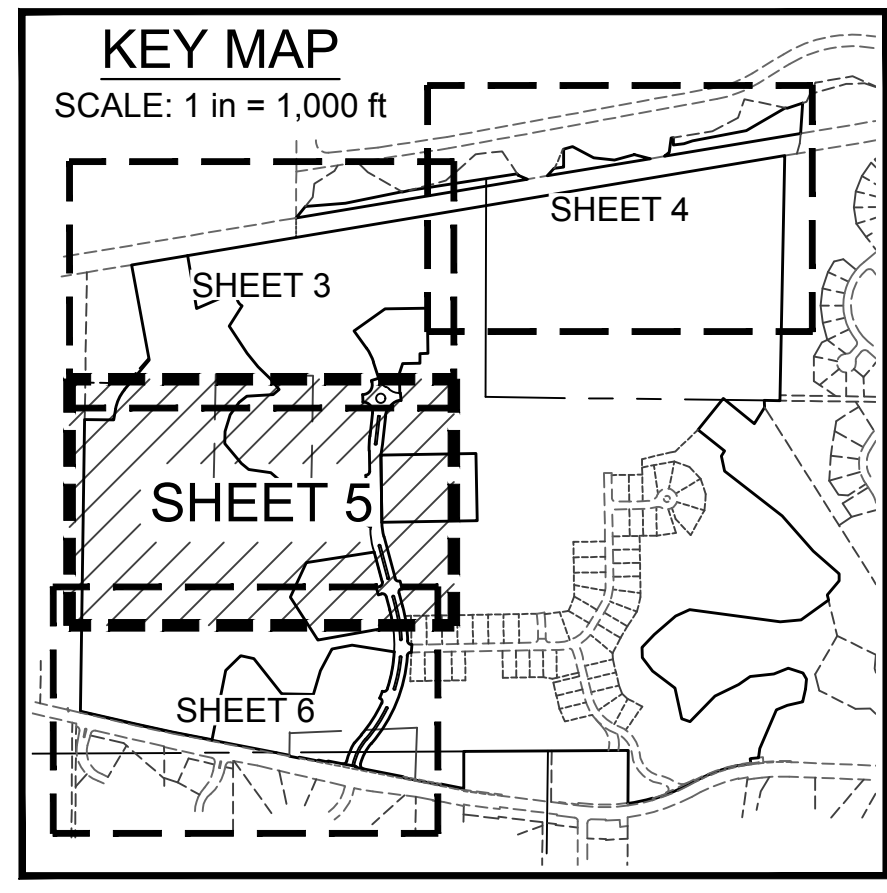 KEY MAP
SCALE: 1 in = 1,000 ft
SHEET 4
SHEET 3
SHEET 5
SHEET 6